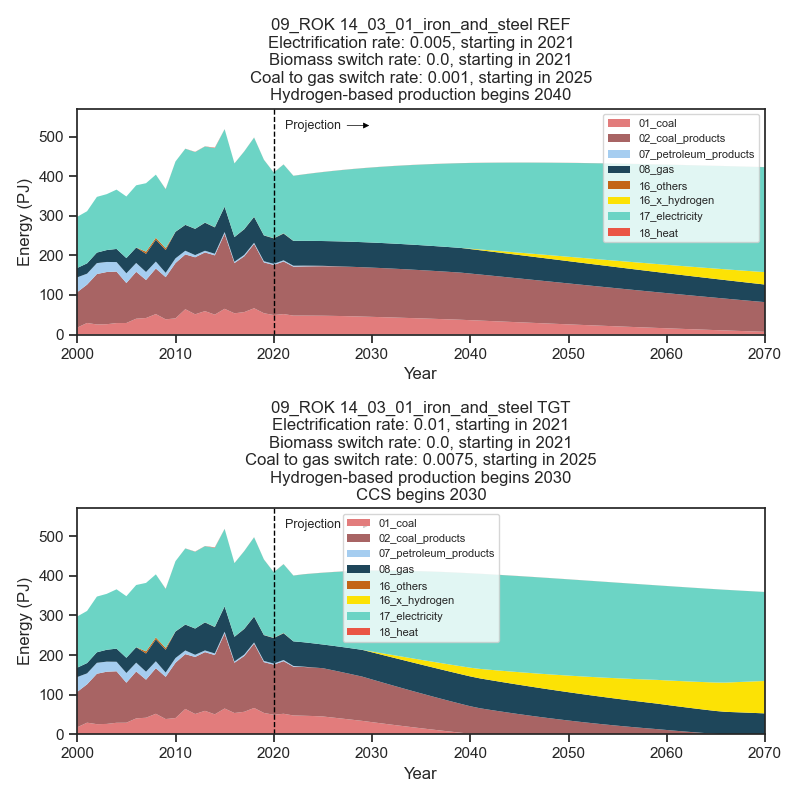 09_ROK 14_03_01_iron_and_steel REF
Electrification rate: 0.005, starting in 2021
Biomass switch rate: 0.0, starting in 2021
Coal to gas switch rate: 0.001, starting in 2025
Hydrogen-based production begins 2040
Projection
01_coal
02_coal_products
07_petroleum_products
08_gas
16_others
16_x_hydrogen
17_electricity
18_heat
Energy (PJ)
500
400
300
200
100
0
2000 2010 2020 2030 2040 2050 2060 2070
Year
09_ROK 14_03_01_iron_and_steel TGT
Electrification rate: 0.01, starting in 2021
Biomass switch rate: 0.0, starting in 2021
Coal to gas switch rate: 0.0075, starting in 2025
Hydrogen-based production begins 2030
CCS begins 2030
Projection
01_coal
02_coal_products
07_petroleum_products
08_gas
16_others
16_x_hydrogen
17_electricity
18_heat
Energy (PJ)
500
400
300
200
100
0
2000 2010 2020 2030 2040 2050 2060 2070
Year